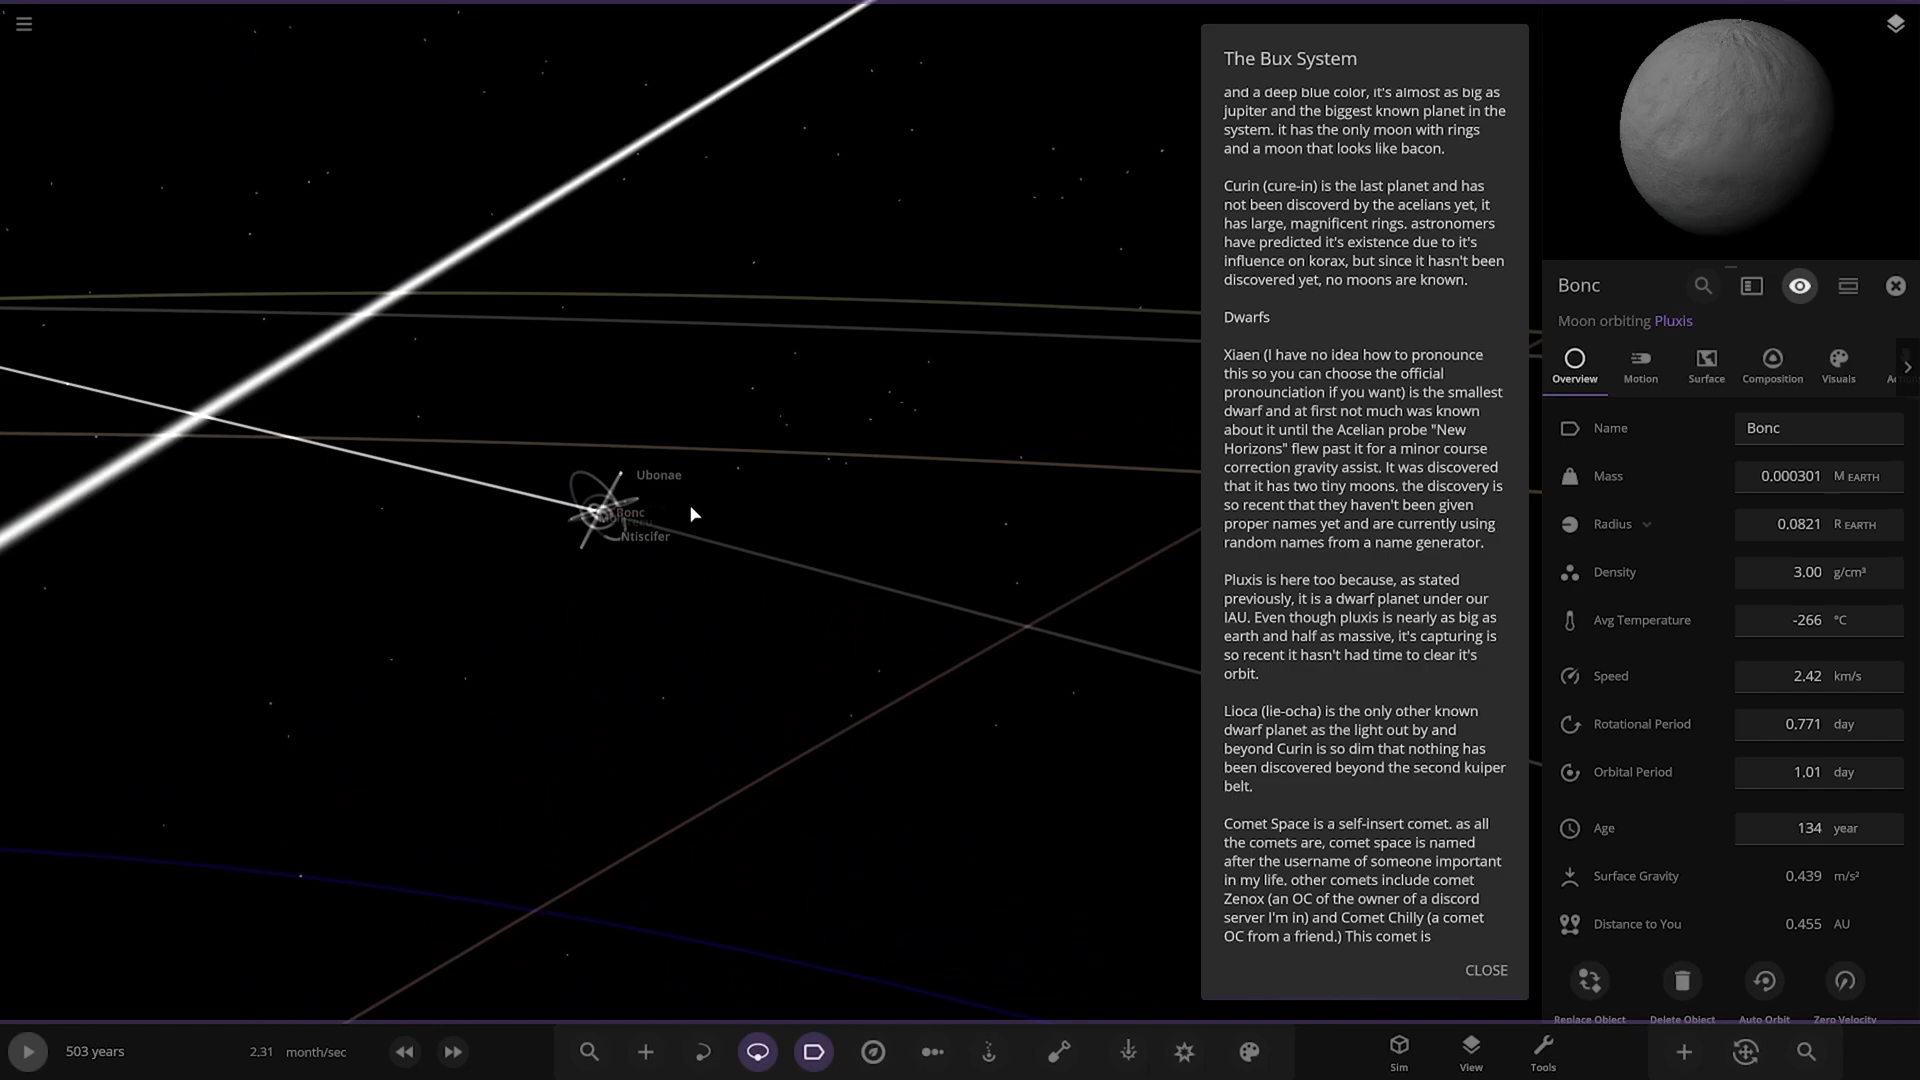 The Bux System
and a deep blue color, it's almost as big as
jupiter and the biggest known planet in the
system. it has the only moon with rings
and a moon that looks like bacon.
Curin (cure-in) is the last planet and has
not been discoverd by the acelians yet, it
has large, magnificent rings. astronomers
have predicted it's existence due to it's
influence on korax, but since it hasn't been
discovered yet, no moons are known.
Dwarfs
Xiaen (I have no idea how to pronounce
this so you can choose the official
pronounciation if you want) is the smallest
dwarf and at first not much was known
about it until the Acelian probe "New
Horizons" flew past it for a minor course
correction gravity assist. It was discovered
that it has two tiny moons. the discovery is
so recent that they haven't been given
proper names yet and are currently using
random names from a name generator.
Pluxis is here too because, as stated
previously, it is a dwarf planet under our
IAU. Even though pluxis is nearly as big as
earth and half as massive, it's capturing is
so recent it hasn't had time to clear it's
orbit.
Lioca (lie-ocha) is the only other known
dwarf planet as the light out by and
beyond Curin is so dim that nothing has
been discovered beyond the second kuiper
belt.
Comet Space is a self-insert comet. as all
the comets are, comet space is named
after the username of someone important
in my life. other comets include comet
Zenox (an OC of the owner of a discord
server I'm in) and Comet Chilly (a comet
OC from a friend.) This comet is
CLOSE
Ubonae
Bonc
Ntiscifer
Bonc
Moon orbiting Pluxis
Overview Motion Surface Composition Visuals
Name Bonc
Mass 0.000301 M EARTH
Radius 0.0821 R EARTH
Density 3.00 g/cm³
Avg Temperature -266 °C
Speed 2.42 km/s
Rotational Period 0.771 day
Orbital Period 1.01 day
Age 134 year
Surface Gravity 0.439 m/s²
Distance to You 0.455 AU
Replace Object Delete Object Auto Orbit Zero Velocity
503 years 2.31 month/sec Sim View Tools